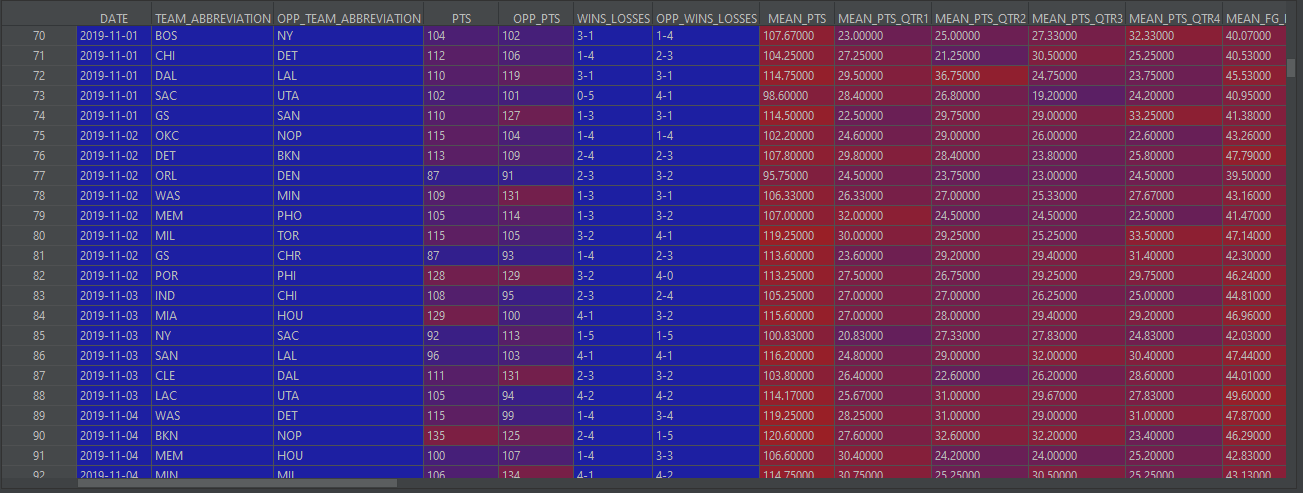 DATE TEAM_ABBREVIATION OPP_TEAM_ABBREVIATION PTS OPP_PTS WINS_LOSSES OPP_WINS_LOSSES MEAN_PTS MEAN_PTS_QTR1 MEAN_PTS_QTR2 MEAN_PTS_QTR3 MEAN_PTS_QTR4 MEAN_FG_
70 2019-11-01 BOS NY 104 102 3-1 1-4 107.67000 23.00000 25.00000 27.33000 32.33000 40.07000
71 2019-11-01 CHI DET 112 106 1-4 2-3 104.25000 27.25000 21.25000 30.50000 25.25000 40.53000
72 2019-11-01 DAL LAL 110 119 3-1 3-1 114.75000 29.50000 36.75000 24.75000 23.75000 45.53000
73 2019-11-01 SAC UTA 102 101 0-5 4-1 98.60000 28.40000 26.80000 19.20000 24.20000 40.95000
74 2019-11-01 GS SAN 110 127 1-3 3-1 114.50000 22.50000 29.75000 29.00000 33.25000 41.38000
75 2019-11-02 OKC NOP 115 104 1-4 1-4 102.20000 24.60000 29.00000 26.00000 22.60000 43.26000
76 2019-11-02 DET BKN 113 109 2-4 2-3 107.80000 29.80000 28.40000 23.80000 25.80000 47.79000
77 2019-11-02 ORL DEN 87 91 2-3 3-2 95.75000 24.50000 23.75000 23.00000 24.50000 39.50000
78 2019-11-02 WAS MIN 109 131 1-3 3-1 106.33000 26.33000 27.00000 25.33000 27.67000 43.16000
79 2019-11-02 MEM PHO 105 114 1-3 3-2 107.00000 32.00000 24.50000 24.50000 22.50000 41.47000
80 2019-11-02 MIL TOR 115 105 3-2 4-1 119.25000 30.00000 29.25000 25.25000 33.50000 47.14000
81 2019-11-02 GS CHR 87 93 1-4 2-3 113.60000 23.60000 29.20000 29.40000 31.40000 42.30000
82 2019-11-02 POR PHI 128 129 3-2 4-0 113.25000 27.50000 26.75000 29.25000 29.75000 46.24000
83 2019-11-03 IND CHI 108 95 2-3 2-4 105.25000 27.00000 27.00000 26.25000 25.00000 44.81000
84 2019-11-03 MIA HOU 129 100 4-1 3-2 115.60000 27.00000 28.00000 29.40000 29.20000 46.96000
85 2019-11-03 NY SAC 92 113 1-5 1-5 100.83000 20.83000 27.33000 27.83000 24.83000 42.03000
86 2019-11-03 SAN LAL 96 103 4-1 4-1 116.20000 24.80000 29.00000 32.00000 30.40000 47.44000
87 2019-11-03 CLE DAL 111 131 2-3 3-2 103.80000 26.40000 22.60000 26.20000 28.60000 44.01000
88 2019-11-03 LAC UTA 105 94 4-2 4-2 114.17000 25.67000 31.00000 29.67000 27.83000 49.60000
89 2019-11-04 WAS DET 115 99 1-4 3-4 119.25000 28.25000 31.00000 29.00000 31.00000 47.87000
90 2019-11-04 BKN NOP 135 125 2-4 1-5 120.60000 27.60000 32.60000 32.20000 23.40000 46.29000
91 2019-11-04 MEM HOU 100 107 1-4 3-3 106.60000 30.40000 24.20000 24.00000 25.20000 42.83000
92 2019-11-04 MIN MIL 106 134 4-1 4-2 114.75000 30.75000 25.25000 30.50000 25.25000 43.13000